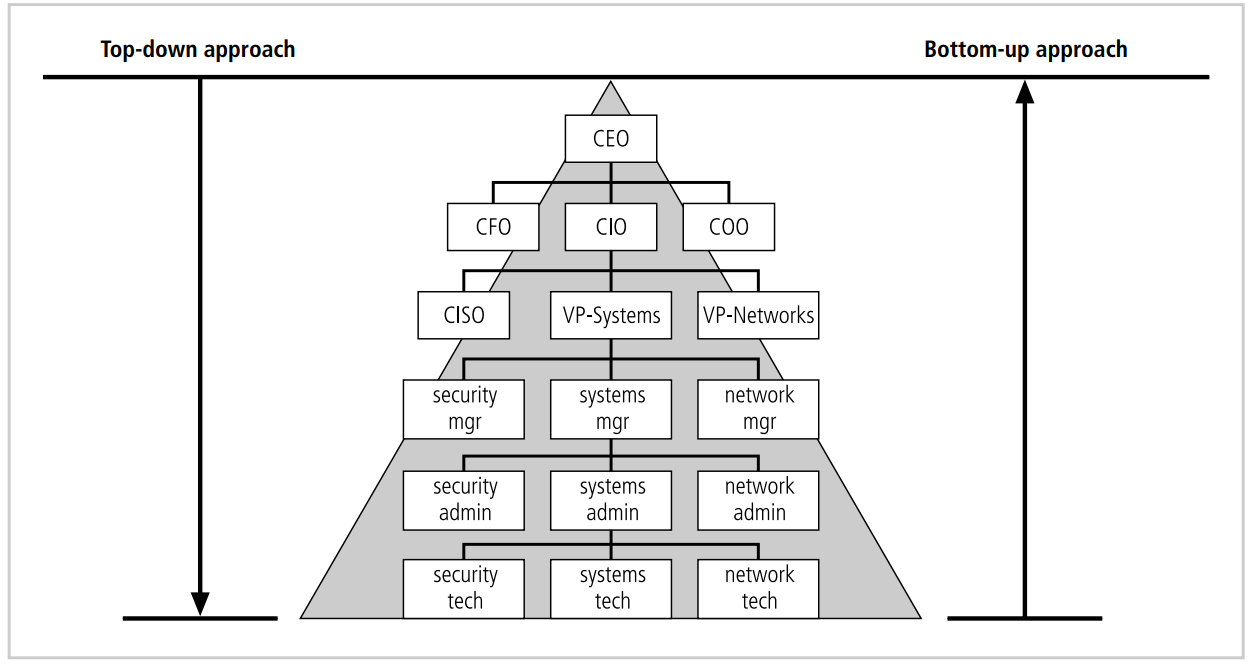 Top-down approach
Bottom-up approach
CEO
CFO
CIO
COO
CISO
VP-Systems
VP-Networks
security
mgr
systems
mgr
network
mgr
security
admin
systems
admin
network
admin
security
tech
systems
tech
network
tech